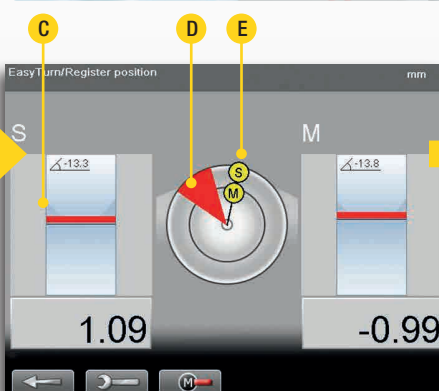 C D E
EasyTurn/Register position mm
S M
-13.3 -13.8
S
M
1.09 -0.99
M